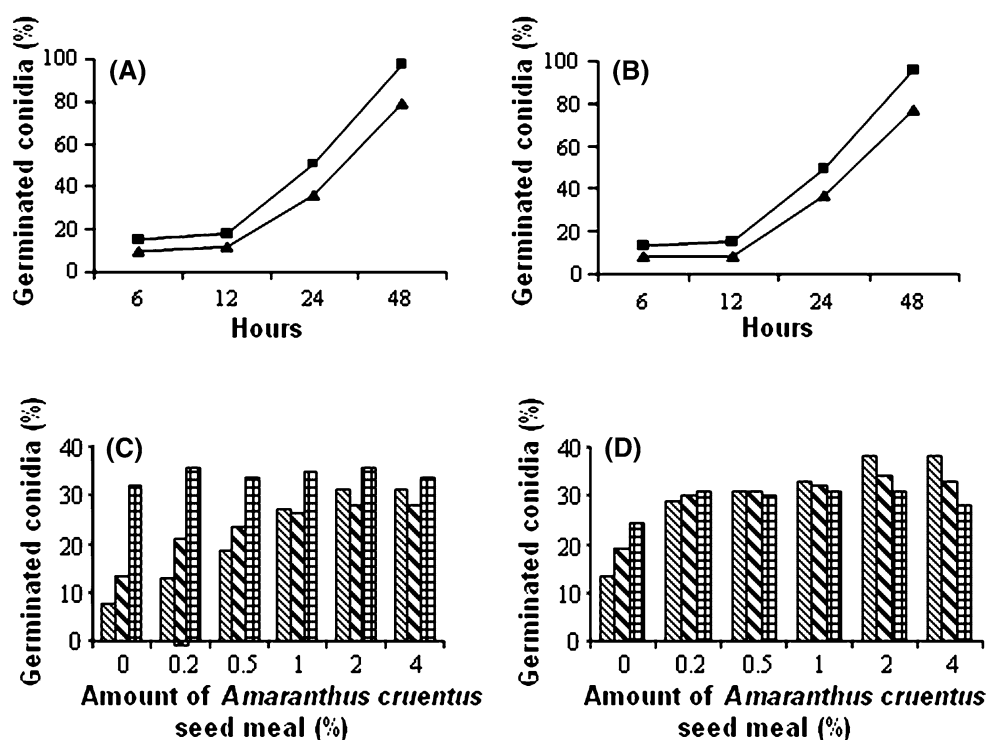 Germinated conidia (%)
(A)
100
80
60
40
20
0
6 12 24 48
Hours
Germinated conidia (%)
(B)
100
80
60
40
20
0
6 12 24 48
Hours
Germinated conidia (%)
(C)
40
30
20
10
0
0 0.2 0.5 1 2 4
Amount of Amaranthus cruentus
seed meal (%)
Germinated conidia (%)
(D)
40
30
20
10
0
0 0.2 0.5 1 2 4
Amount of Amaranthus cruentus
seed meal (%)